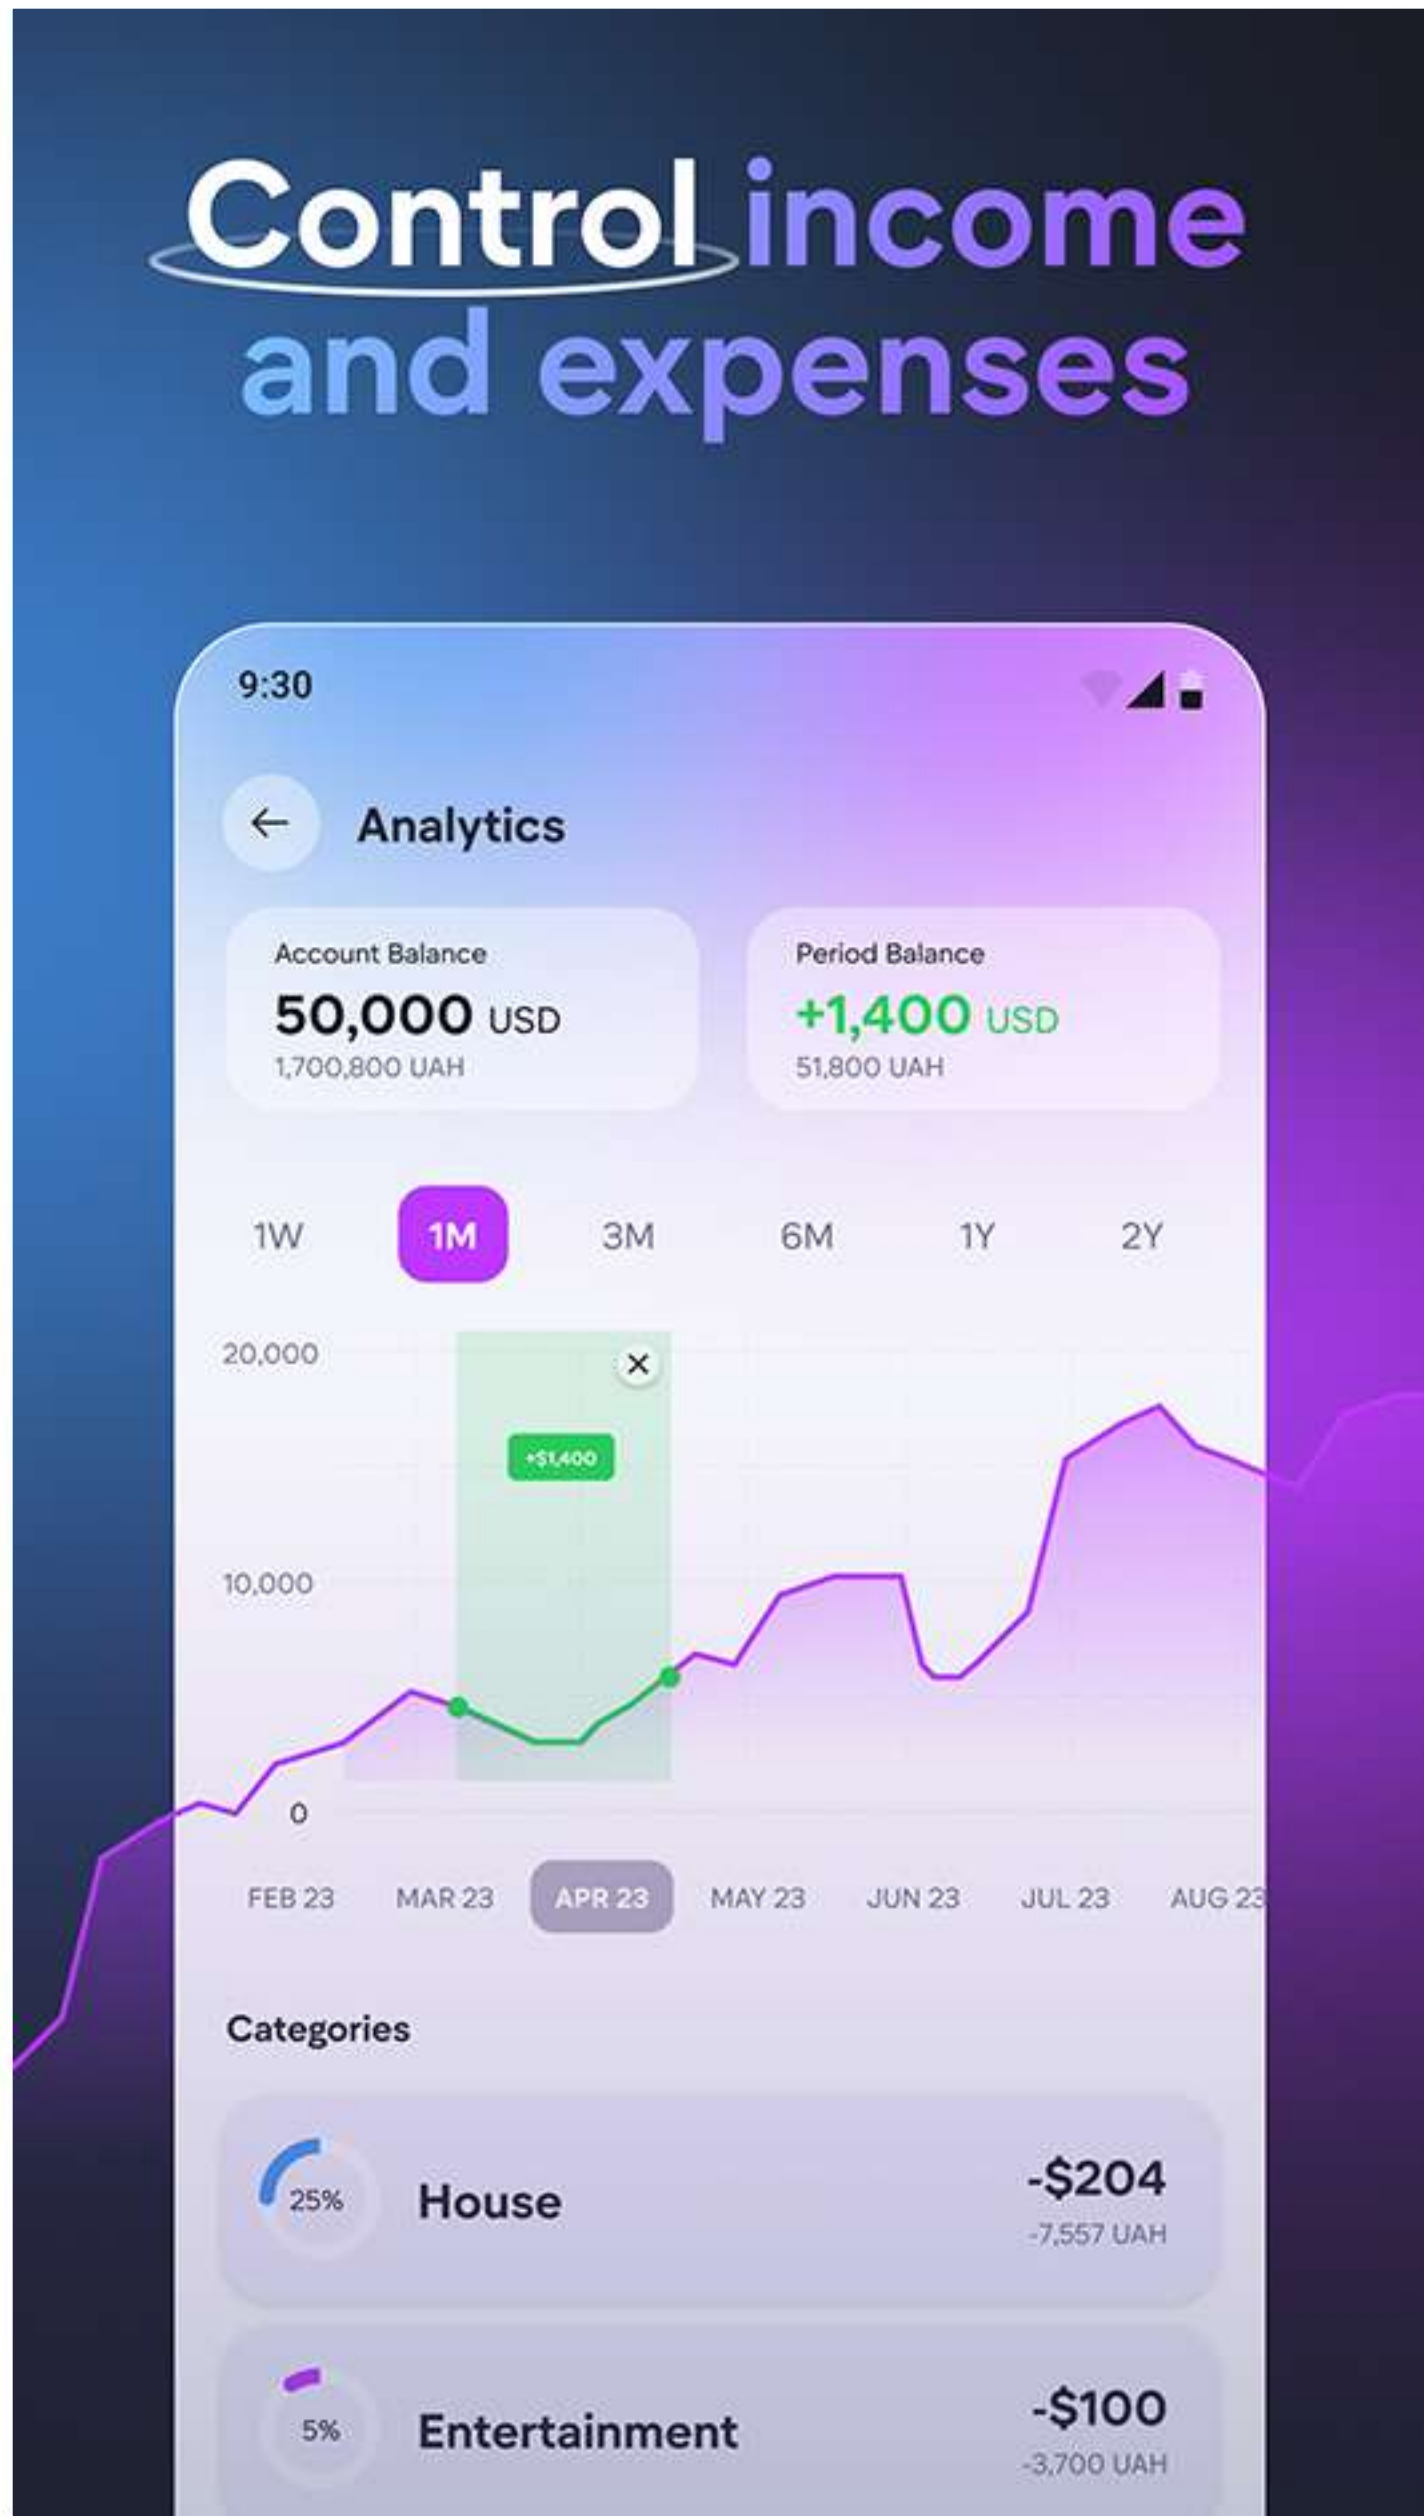 Control income
and expenses
9:30
Analytics
Account Balance
50,000 USD
1,700,800 UAH
Period Balance
+1,400 USD
51,800 UAH
1W 1M 3M 6M 1Y 2Y
20,000
+$1,400
10,000
0
FEB 23 MAR 23 APR 23 MAY 23 JUN 23 JUL 23 AUG 23
Categories
25%
House
-$204
-7,557 UAH
5%
Entertainment
-$100
-3,700 UAH